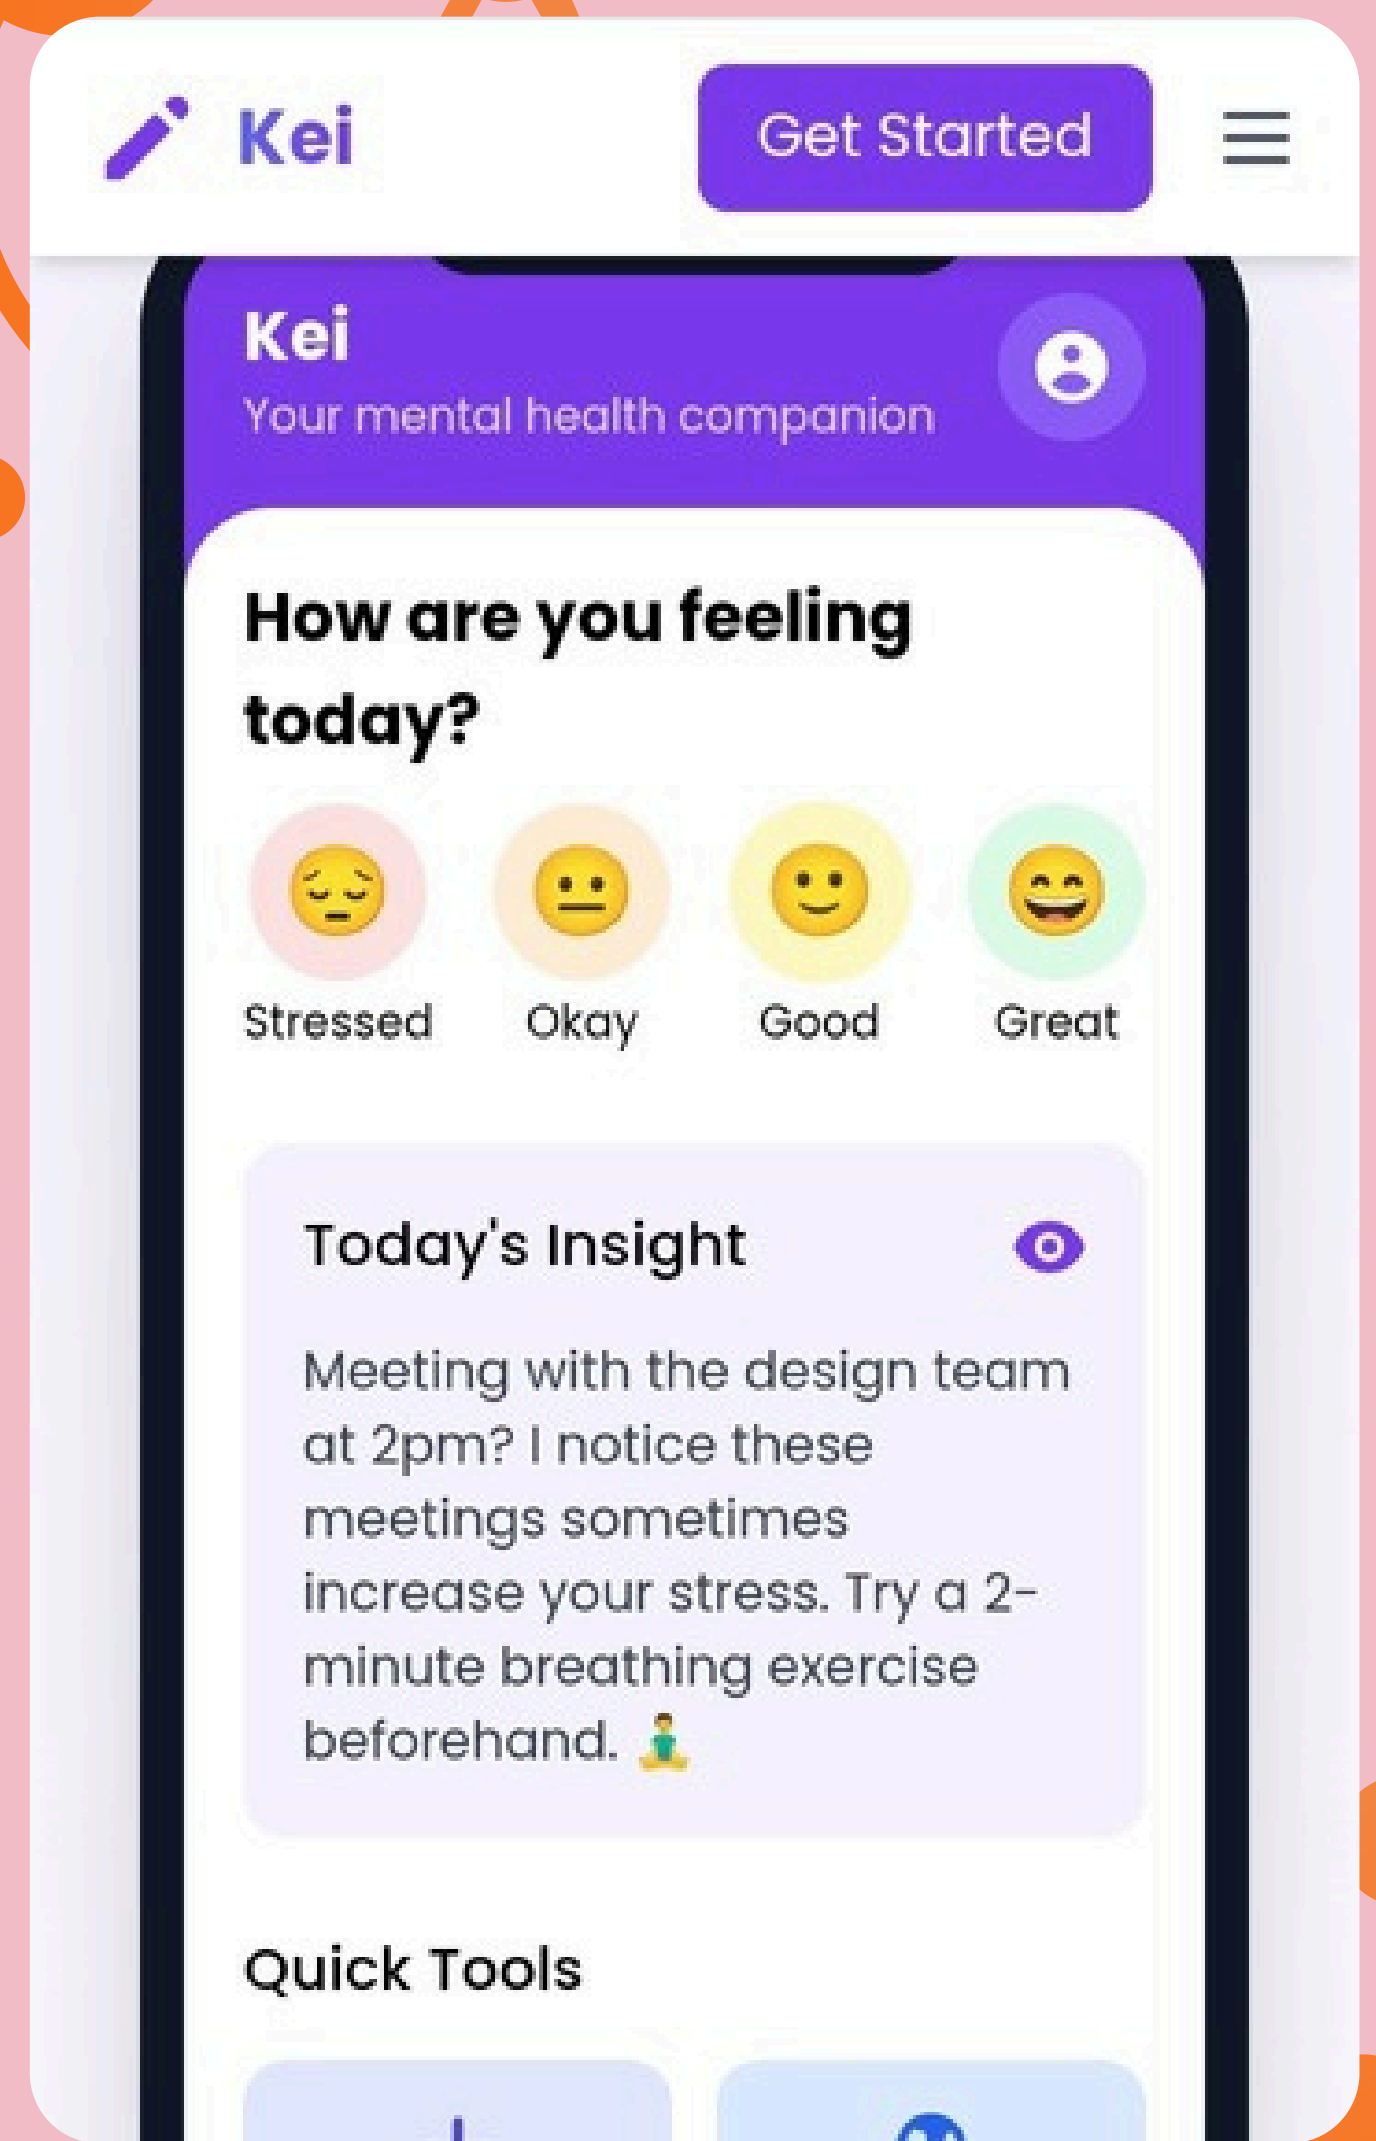 Kei
Get Started
Kei
Your mental health companion
How are you feeling
today?
Stressed
Okay
Good
Great
Today's Insight
Meeting with the design team
at 2pm? I notice these
meetings sometimes
increase your stress. Try a 2-
minute breathing exercise
beforehand. 🧘‍♂️
Quick Tools